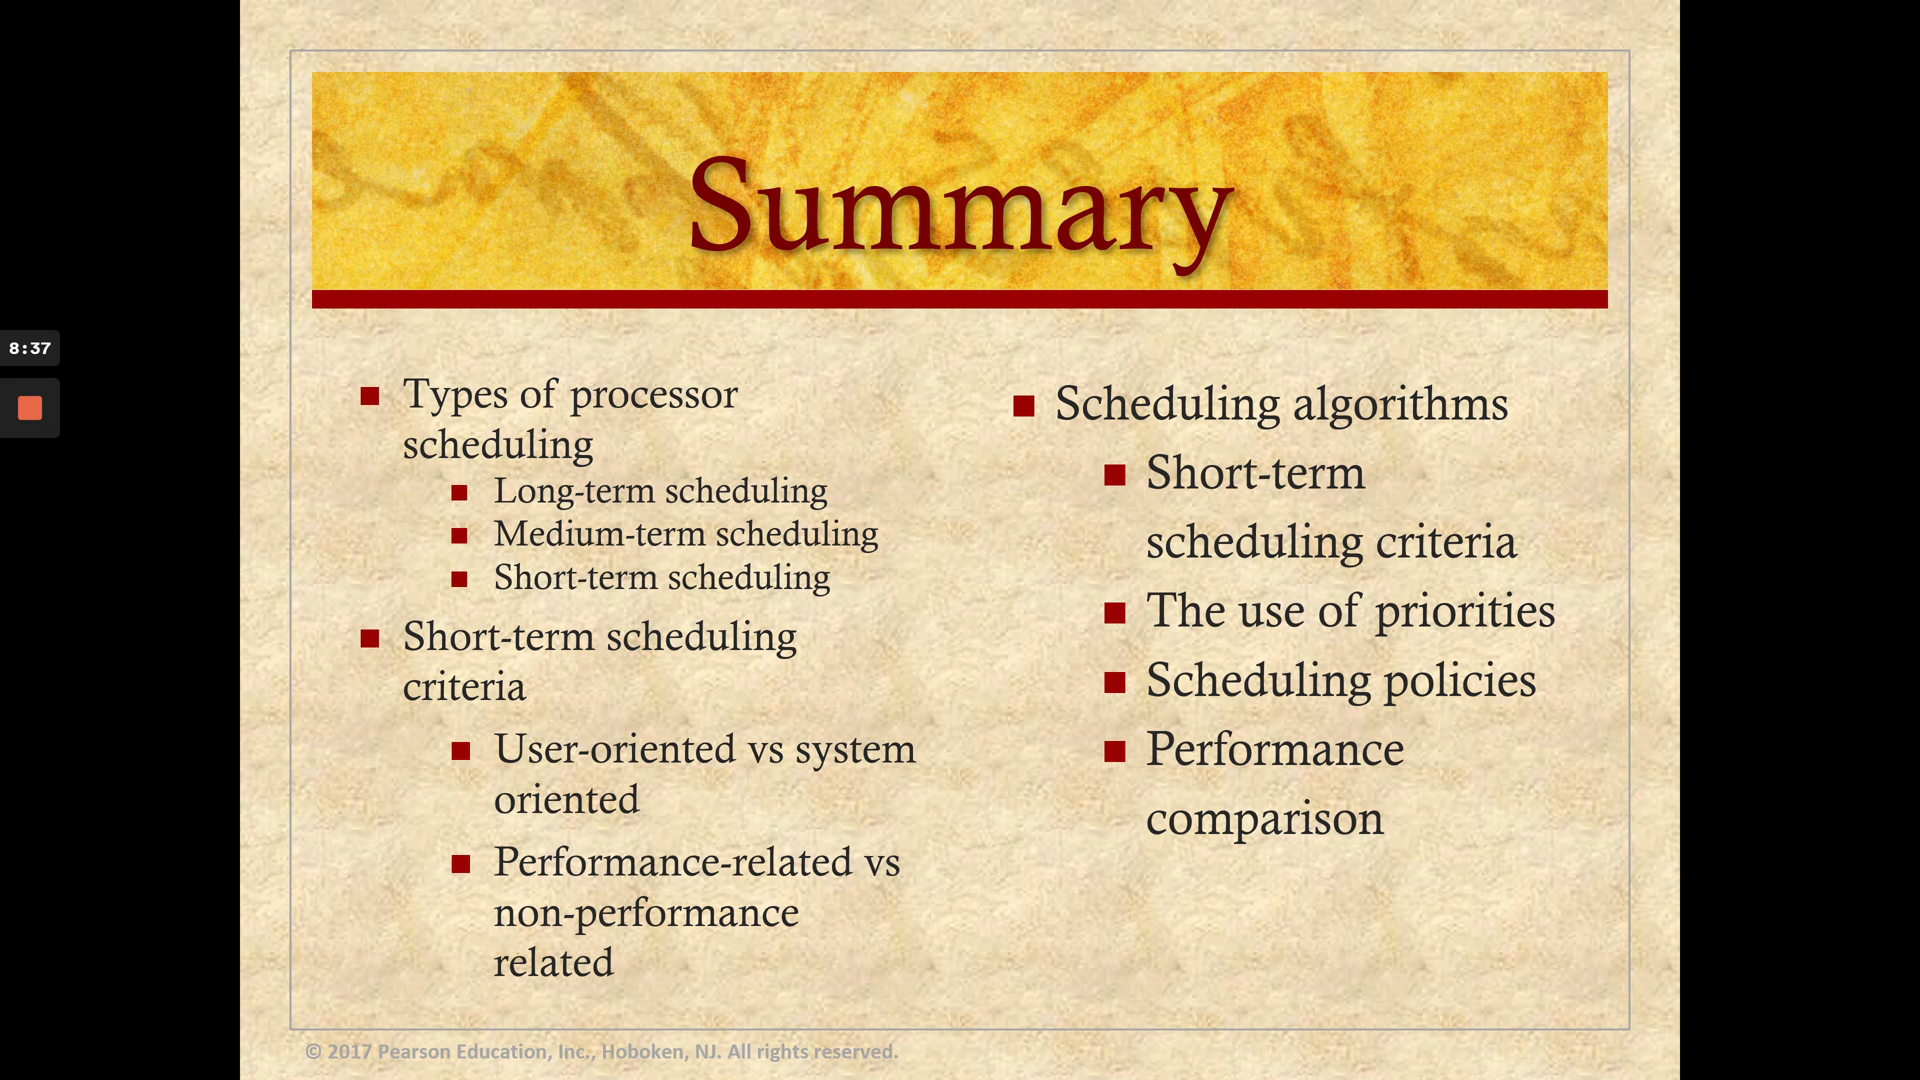 Summary
8:37
Types of processor
scheduling
Long-term scheduling
Medium-term scheduling
Short-term scheduling
Short-term scheduling
criteria
User-oriented vs system
oriented
Performance-related vs
non-performance
related
Scheduling algorithms
Short-term
scheduling criteria
The use of priorities
Scheduling policies
Performance
comparison
© 2017 Pearson Education, Inc., Hoboken, NJ. All rights reserved.